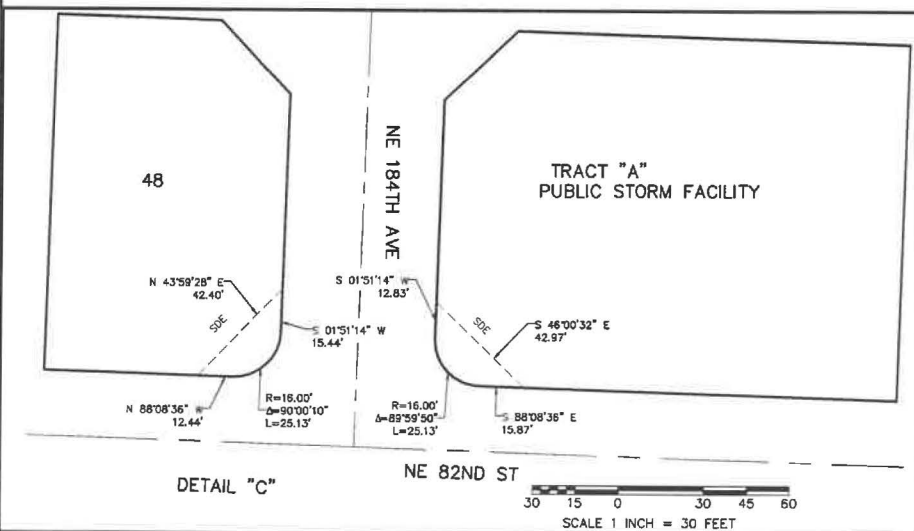 48
NE 184TH AVE
TRACT "A"
PUBLIC STORM FACILITY
N 43°59'28" E
42.40'
SDE
S 01°51'14" W
15.44'
N 88°08'36" W
12.44'
R=16.00'
Δ=90°00'10"
L=25.13'
S 01°51'14" W
12.83'
SDE
S 46°00'32" E
42.97'
R=16.00'
Δ=89°59'50"
L=25.13'
S 88°08'36" E
15.87'
DETAIL "C"
NE 82ND ST
30 15 0 30 45 60
SCALE 1 INCH = 30 FEET